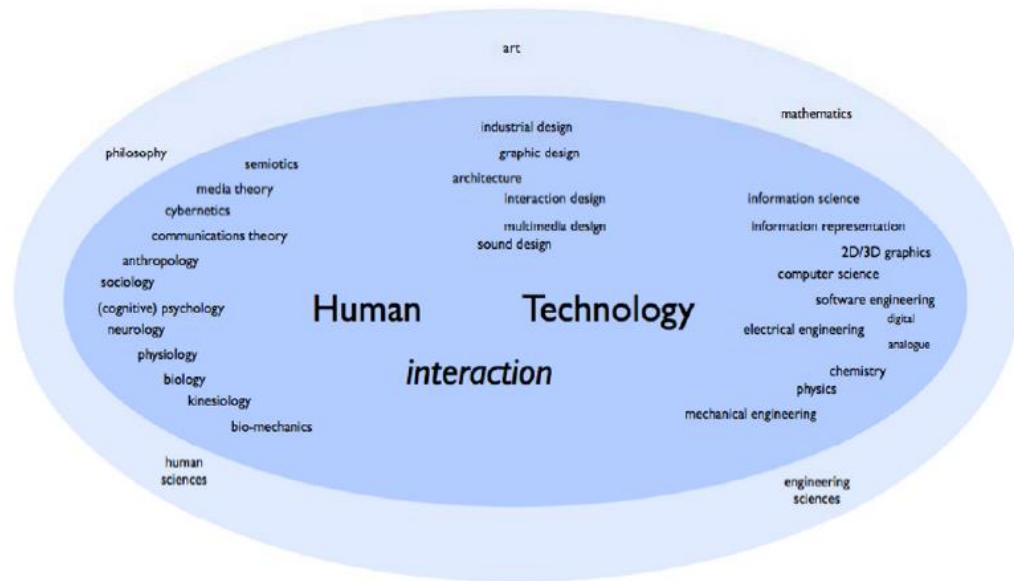 art
mathematics
industrial design
philosophy
graphic design
semiotics
architecture
media theory
interaction design
information science
cybernetics
multimedia design
information representation
communications theory
sound design
2D/3D graphics
anthropology
computer science
sociology
software engineering
(cognitive) psychology
Human
Technology
digital
neurology
electrical engineering
analogue
physiology
interaction
chemistry
biology
physics
kinesiology
mechanical engineering
bio-mechanics
human
sciences
engineering
sciences